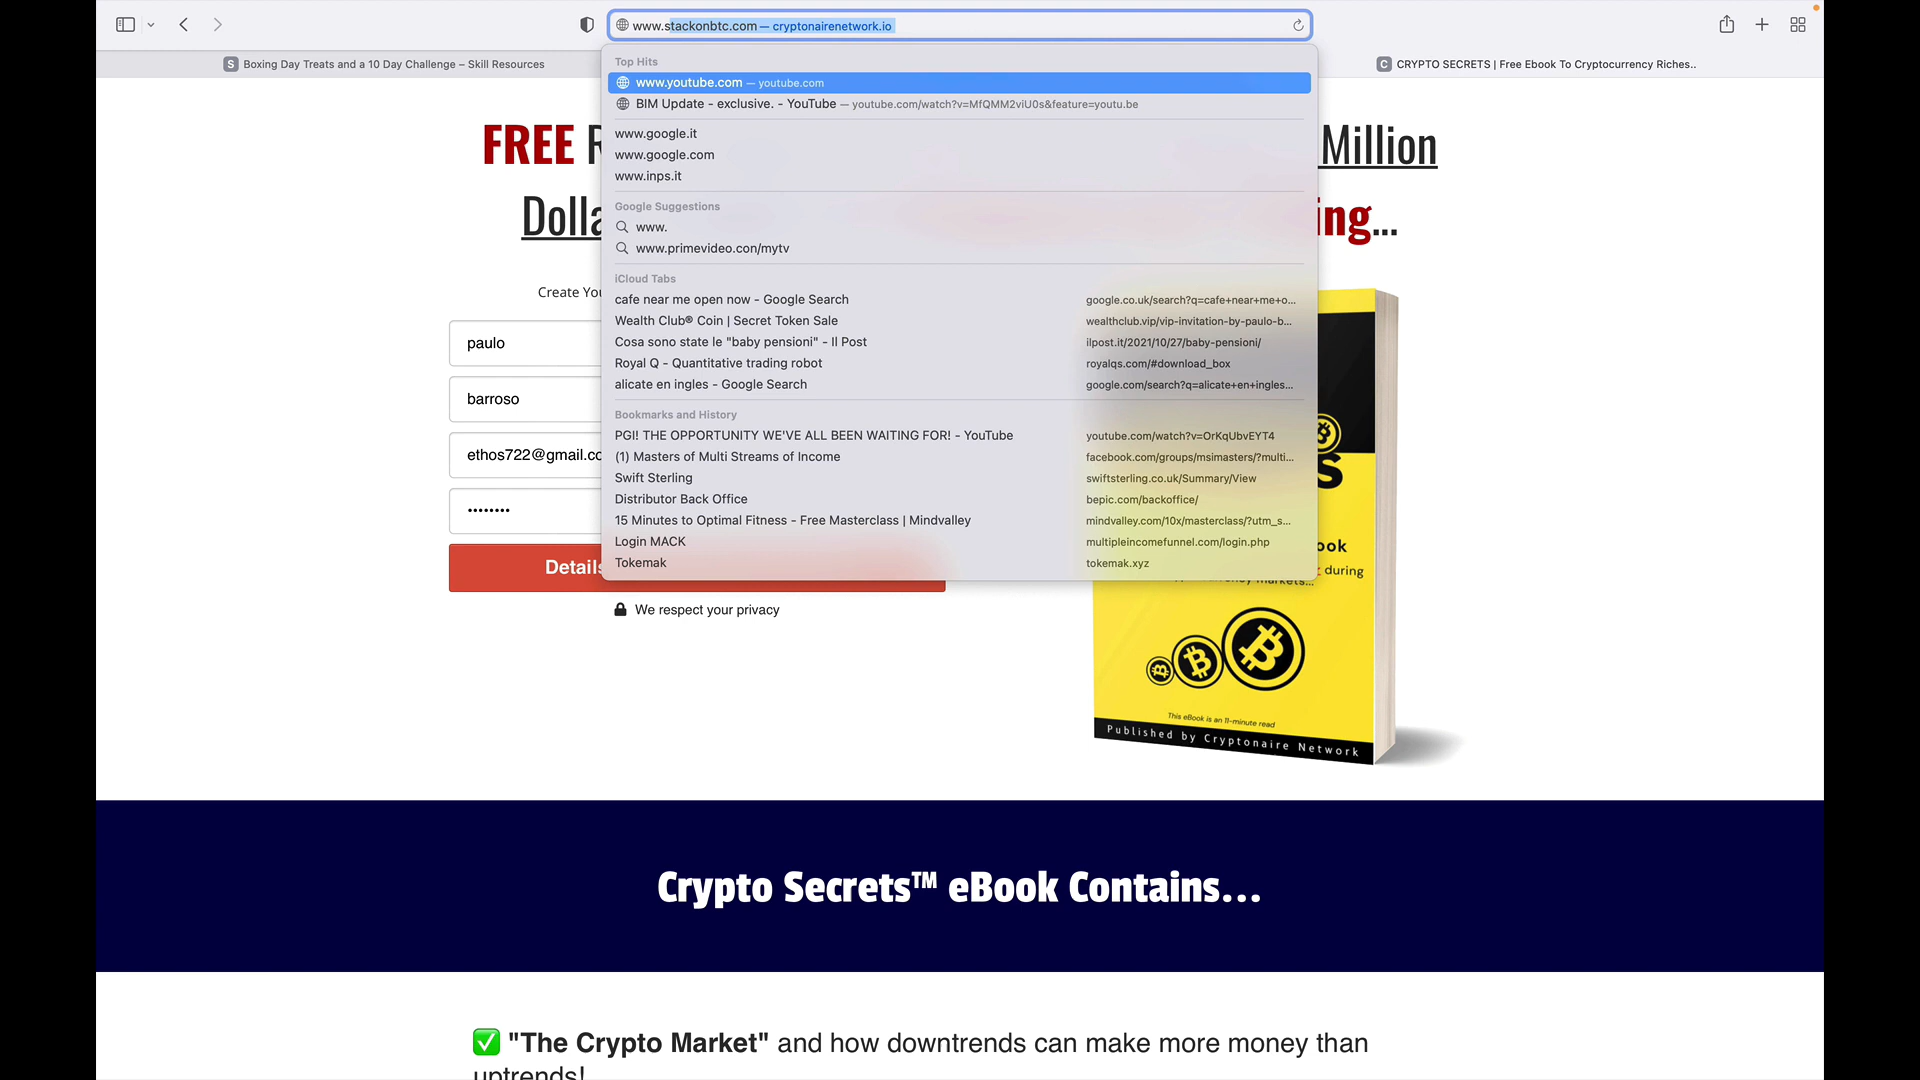 www.stackonbtc.com — cryptonairenetwork.io
Boxing Day Treats and a 10 Day Challenge – Skill Resources
CRYPTO SECRETS | Free Ebook To Cryptocurrency Riches..
Top Hits
www.youtube.com — youtube.com
BIM Update - exclusive. - YouTube — youtube.com/watch?v=MfQMM2viU0s&feature=youtu.be
www.google.it
www.google.com
www.inps.it
Google Suggestions
www.
www.primevideo.con/mytv
iCloud Tabs
cafe near me open now - Google Search google.co.uk/search?q=cafe+near+me+o...
Wealth Club® Coin | Secret Token Sale wealthclub.vip/vip-invitation-by-paulo-b...
Cosa sono state le "baby pensioni" - Il Post ilpost.it/2021/10/27/baby-pensioni/
Royal Q - Quantitative trading robot royalqs.com/#download_box
alicate en ingles - Google Search google.com/search?q=alicate+en+ingles...
Bookmarks and History
PGI! THE OPPORTUNITY WE'VE ALL BEEN WAITING FOR! - YouTube youtube.com/watch?v=OrKqUbvEYT4
(1) Masters of Multi Streams of Income facebook.com/groups/msimasters/?multi...
Swift Sterling swiftsterling.co.uk/Summary/View
Distributor Back Office bepic.com/backoffice/
15 Minutes to Optimal Fitness - Free Masterclass | Mindvalley mindvalley.com/10x/masterclass/?utm_s...
Login MACK multipleincomefunnel.com/login.php
Tokemak tokemak.xyz
FREE Million
Dolla ing...
Create You
paulo
barroso
ethos722@gmail.co
••••••••
Details
We respect your privacy
ook
during
markets...
This eBook is an 11-minute read
Published by Cryptonaire Network
Crypto Secrets™ eBook Contains...
"The Crypto Market" and how downtrends can make more money than
uptrends!